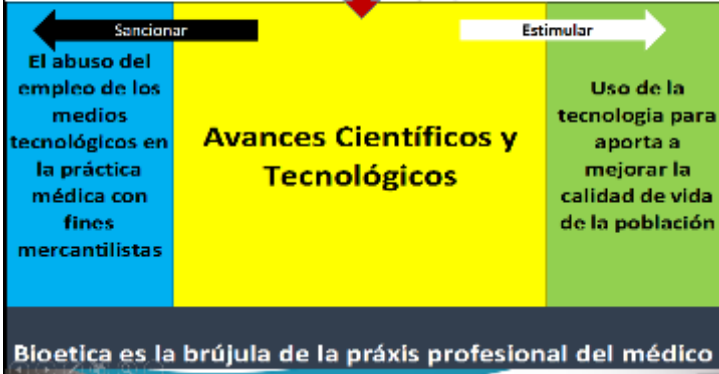 Sancionar
Estimular
El abuso del
empleo de los
medios
tecnológicos en
la práctica
médica con
fines
mercantilistas
Avances Científicos y
Tecnológicos
Uso de la
tecnologia para
aporta a
mejorar la
calidad de vida
de la población
Bioetica es la brújula de la práxis profesional del médico